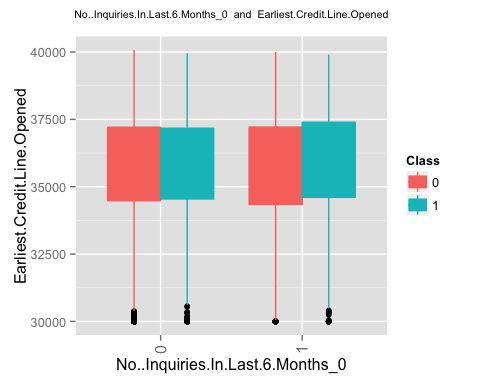 No..Inquiries.In.Last.6.Months_0 and Earliest.Credit.Line.Opened
40000
37500
35000
32500
30000
Earliest.Credit.Line.Opened
0
1
No..Inquiries.In.Last.6.Months_0
Class
0
1